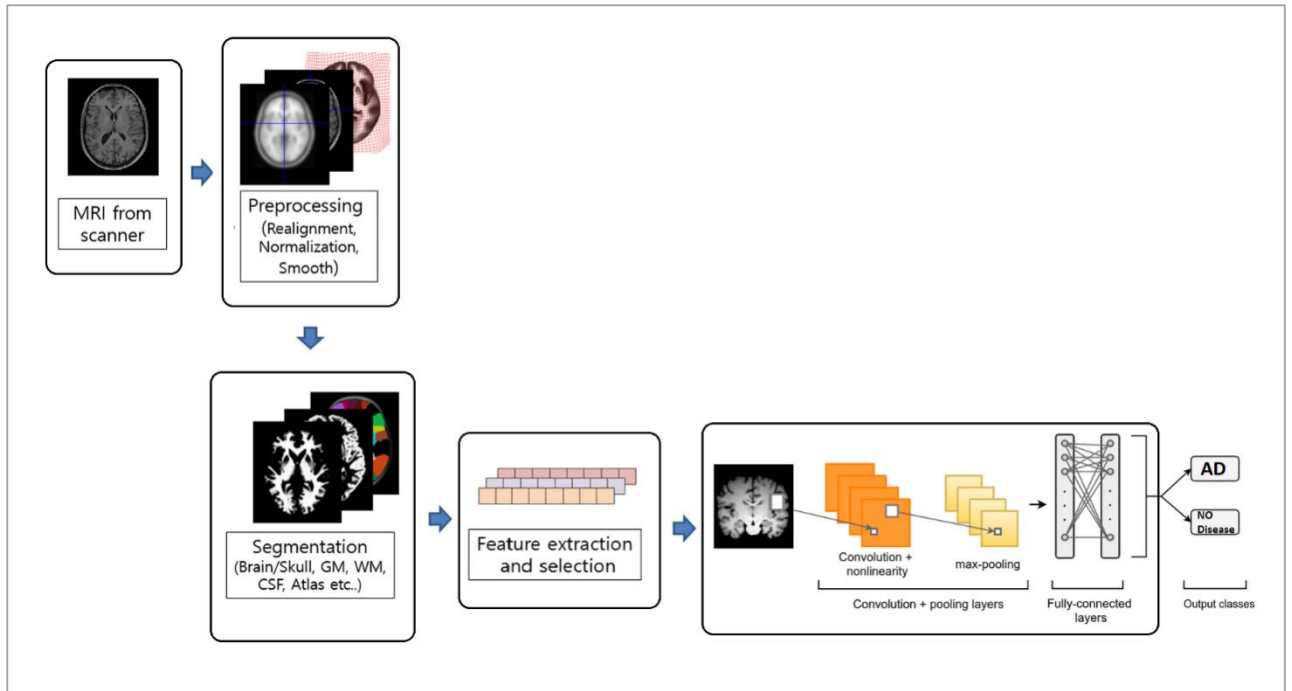 MRI from
scanner
Preprocessing
(Realignment,
Normalization,
Smooth)
Segmentation
(Brain/Skull, GM, WM,
CSF, Atlas etc..)
Feature extraction
and selection
Convolution +
nonlinearity
max-pooling
Convolution + pooling layers
Fully-connected
layers
AD
NO
Disease
Output classes